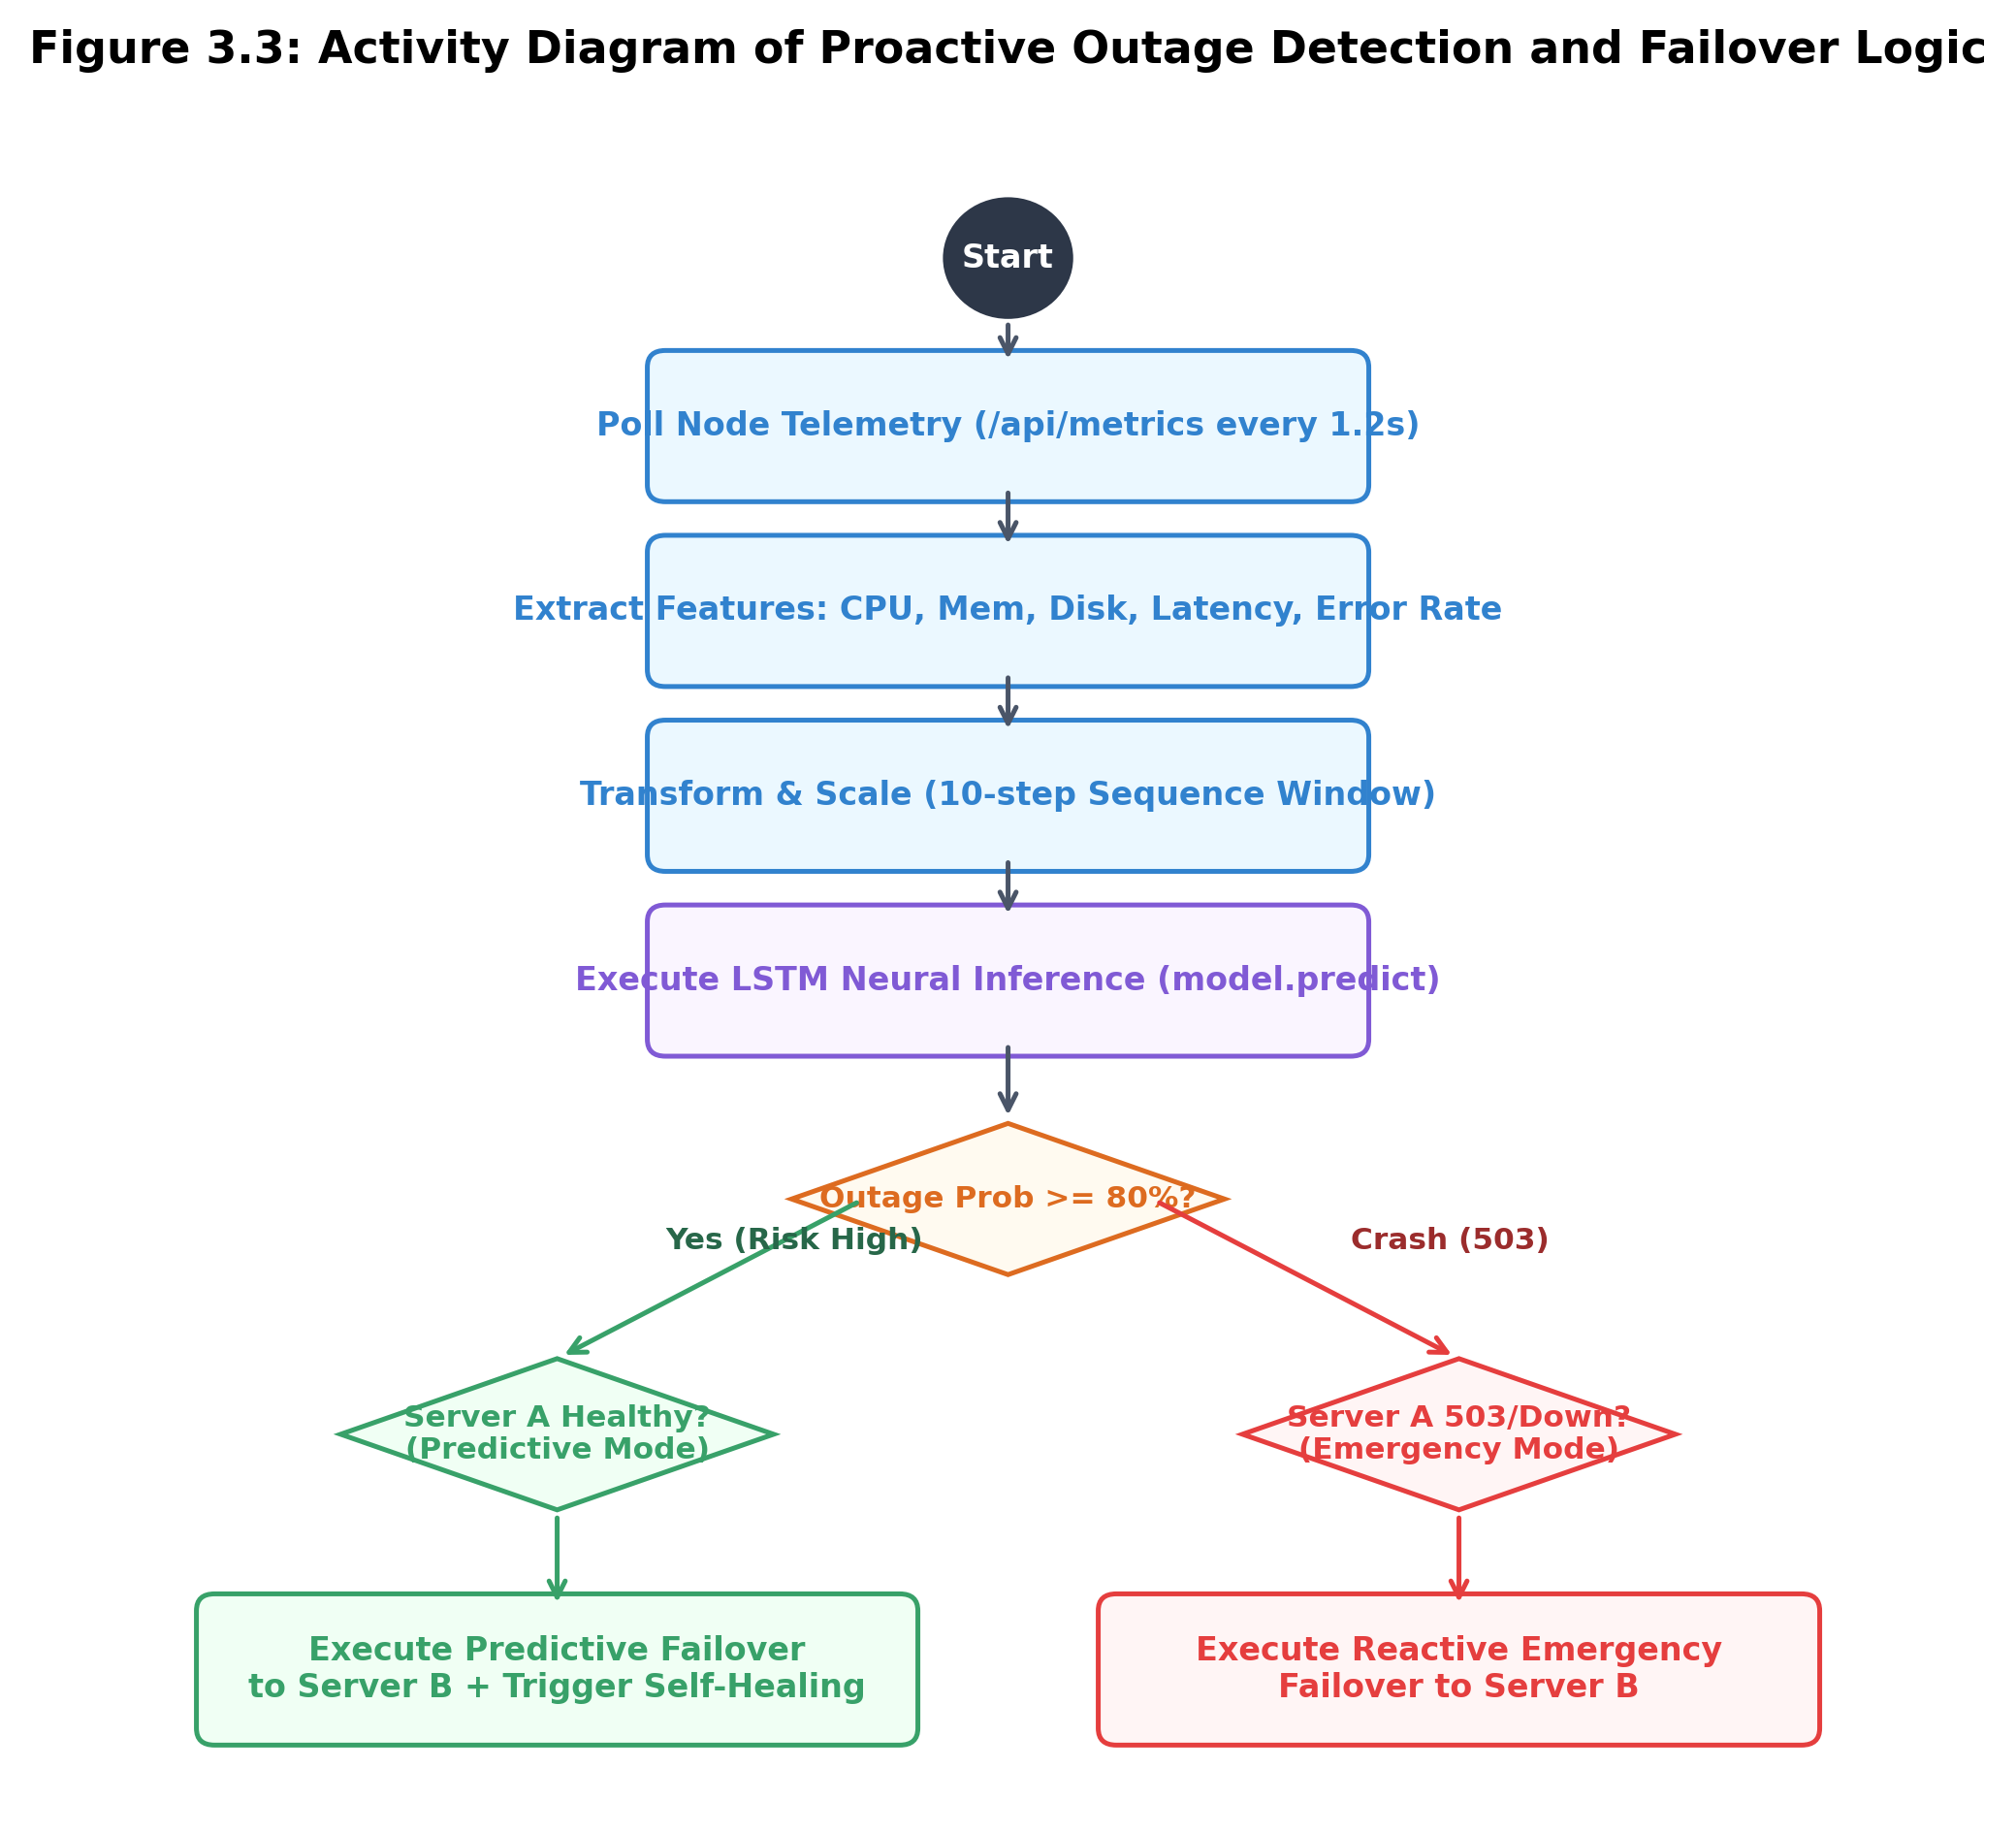 Figure 3.3: Activity Diagram of Proactive Outage Detection and Failover Logic
Start
Poll Node Telemetry (/api/metrics every 1.2s)
Extract Features: CPU, Mem, Disk, Latency, Error Rate
Transform & Scale (10-step Sequence Window)
Execute LSTM Neural Inference (model.predict)
Outage Prob >= 80%?
Yes (Risk High)
Crash (503)
Server A Healthy?
(Predictive Mode)
Server A 503/Down?
(Emergency Mode)
Execute Predictive Failover
to Server B + Trigger Self-Healing
Execute Reactive Emergency
Failover to Server B